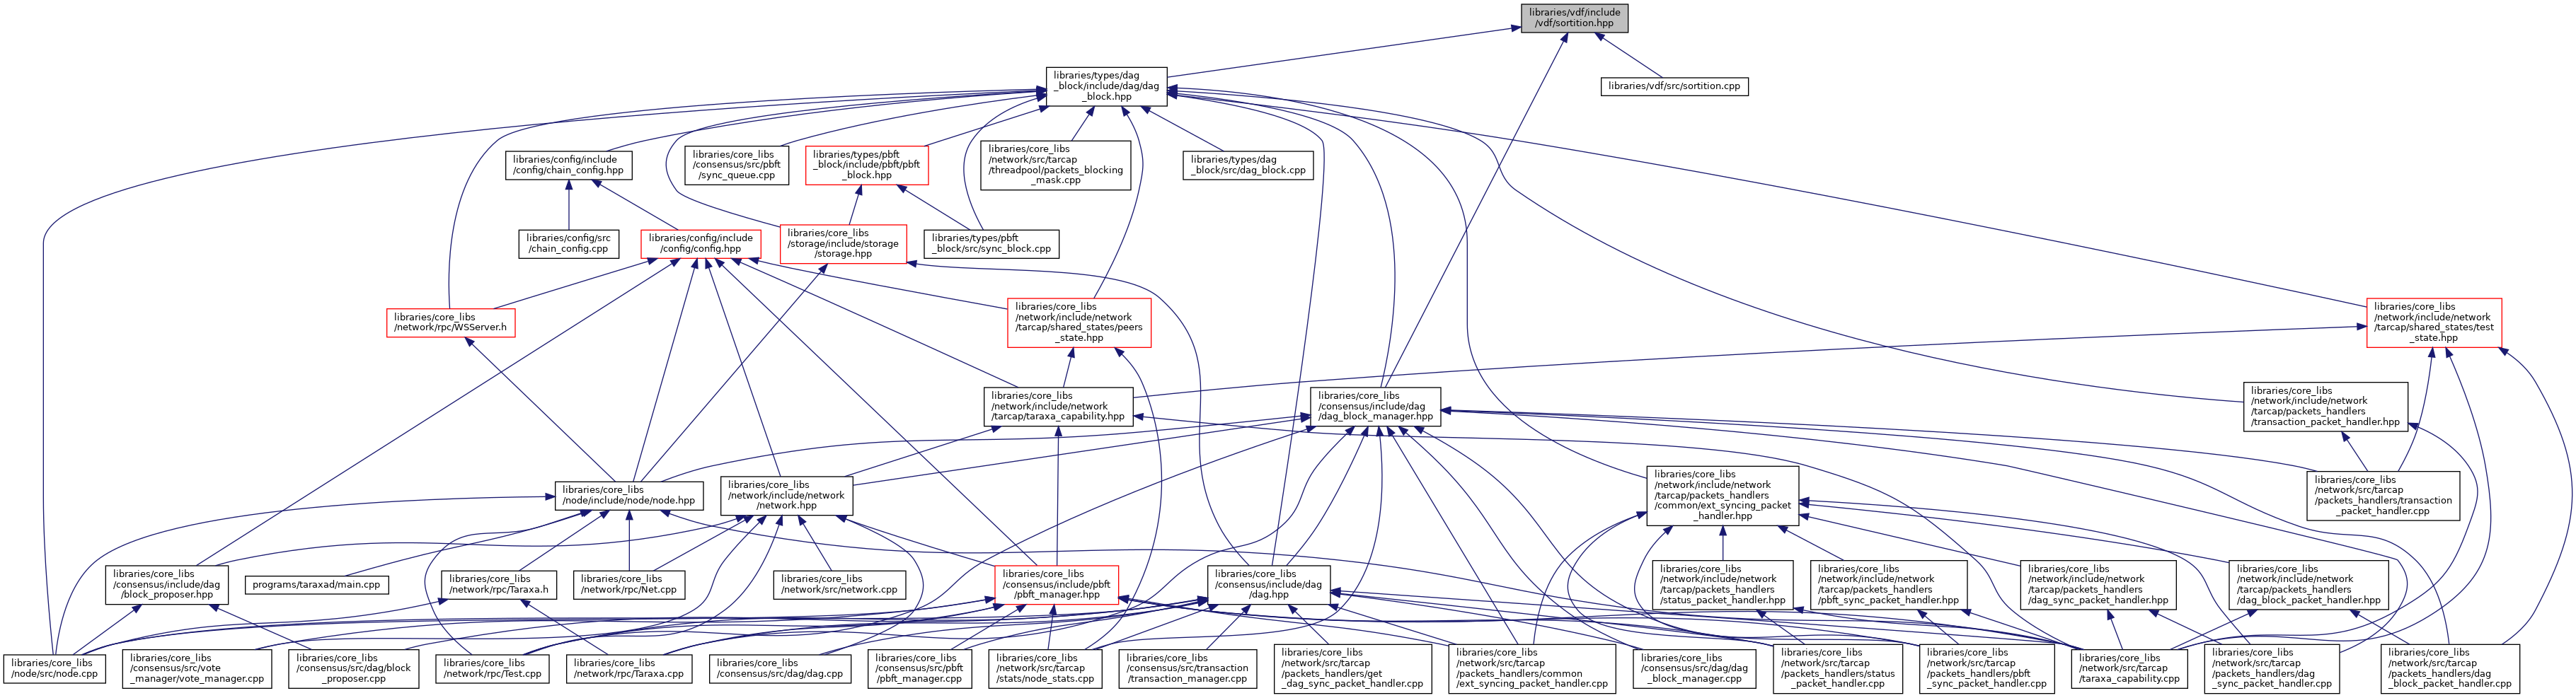 libraries/vdf/include
/vdf/sortition.hpp
libraries/types/dag
_block/include/dag/dag
_block.hpp
libraries/vdf/src/sortition.cpp
libraries/config/include
/config/chain_config.hpp
libraries/core_libs
/consensus/src/pbft
/sync_queue.cpp
libraries/types/pbft
_block/include/pbft/pbft
_block.hpp
libraries/core_libs
/network/src/tarcap
/threadpool/packets_blocking
_mask.cpp
libraries/types/dag
_block/src/dag_block.cpp
libraries/config/src
/chain_config.cpp
libraries/config/include
/config/config.hpp
libraries/core_libs
/storage/include/storage
/storage.hpp
libraries/types/pbft
_block/src/sync_block.cpp
libraries/core_libs
/network/rpc/WSServer.h
libraries/core_libs
/network/include/network
/tarcap/shared_states/peers
_state.hpp
libraries/core_libs
/network/include/network
/tarcap/shared_states/test
_state.hpp
libraries/core_libs
/network/include/network
/tarcap/taraxa_capability.hpp
libraries/core_libs
/consensus/include/dag
/dag_block_manager.hpp
libraries/core_libs
/network/include/network
/tarcap/packets_handlers
/transaction_packet_handler.hpp
libraries/core_libs
/node/include/node/node.hpp
libraries/core_libs
/network/include/network
/network.hpp
libraries/core_libs
/network/include/network
/tarcap/packets_handlers
/common/ext_syncing_packet
_handler.hpp
libraries/core_libs
/network/src/tarcap
/packets_handlers/transaction
_packet_handler.cpp
libraries/core_libs
/consensus/include/dag
/block_proposer.hpp
programs/taraxad/main.cpp
libraries/core_libs
/network/rpc/Taraxa.h
libraries/core_libs
/network/rpc/Net.cpp
libraries/core_libs
/network/src/network.cpp
libraries/core_libs
/consensus/include/pbft
/pbft_manager.hpp
libraries/core_libs
/consensus/include/dag
/dag.hpp
libraries/core_libs
/network/include/network
/tarcap/packets_handlers
/status_packet_handler.hpp
libraries/core_libs
/network/include/network
/tarcap/packets_handlers
/pbft_sync_packet_handler.hpp
libraries/core_libs
/network/include/network
/tarcap/packets_handlers
/dag_sync_packet_handler.hpp
libraries/core_libs
/network/include/network
/tarcap/packets_handlers
/dag_block_packet_handler.hpp
libraries/core_libs
/node/src/node.cpp
libraries/core_libs
/consensus/src/vote
_manager/vote_manager.cpp
libraries/core_libs
/consensus/src/dag/block
_proposer.cpp
libraries/core_libs
/network/rpc/Test.cpp
libraries/core_libs
/network/rpc/Taraxa.cpp
libraries/core_libs
/consensus/src/dag/dag.cpp
libraries/core_libs
/consensus/src/pbft
/pbft_manager.cpp
libraries/core_libs
/network/src/tarcap
/stats/node_stats.cpp
libraries/core_libs
/consensus/src/transaction
/transaction_manager.cpp
libraries/core_libs
/network/src/tarcap
/packets_handlers/get
_dag_sync_packet_handler.cpp
libraries/core_libs
/network/src/tarcap
/packets_handlers/common
/ext_syncing_packet_handler.cpp
libraries/core_libs
/consensus/src/dag/dag
_block_manager.cpp
libraries/core_libs
/network/src/tarcap
/packets_handlers/status
_packet_handler.cpp
libraries/core_libs
/network/src/tarcap
/packets_handlers/pbft
_sync_packet_handler.cpp
libraries/core_libs
/network/src/tarcap
/taraxa_capability.cpp
libraries/core_libs
/network/src/tarcap
/packets_handlers/dag
_sync_packet_handler.cpp
libraries/core_libs
/network/src/tarcap
/packets_handlers/dag
_block_packet_handler.cpp